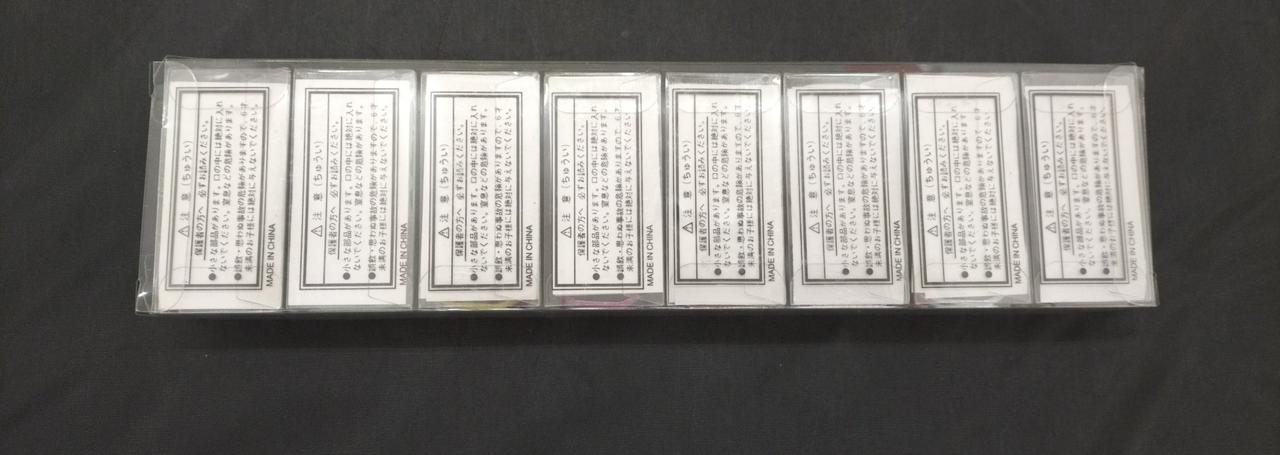 ⚠ 注 意 (ちゅうい)
保護者の方へ 必ずお読みください。
●小さな部品があります。口の中には絶対に入れ
ないでください。窒息などの危険があります。
●誤飲・思わぬ事故の危険がありますので、6才
未満のお子様には絶対に与えないでください。
MADE IN CHINA
⚠ 注 意 (ちゅうい)
保護者の方へ 必ずお読みください。
●小さな部品があります。口の中には絶対に入れ
ないでください。窒息などの危険があります。
●誤飲・思わぬ事故の危険がありますので、6才
未満のお子様には絶対に与えないでください。
MADE IN CHINA
⚠ 注 意 (ちゅうい)
保護者の方へ 必ずお読みください。
●小さな部品があります。口の中には絶対に入れ
ないでください。窒息などの危険があります。
●誤飲・思わぬ事故の危険がありますので、6才
未満のお子様には絶対に与えないでください。
MADE IN CHINA
⚠ 注 意 (ちゅうい)
保護者の方へ 必ずお読みください。
●小さな部品があります。口の中には絶対に入れ
ないでください。窒息などの危険があります。
●誤飲・思わぬ事故の危険がありますので、6才
未満のお子様には絶対に与えないでください。
MADE IN CHINA
⚠ 注 意 (ちゅうい)
保護者の方へ 必ずお読みください。
●小さな部品があります。口の中には絶対に入れ
ないでください。窒息などの危険があります。
●誤飲・思わぬ事故の危険がありますので、6才
未満のお子様には絶対に与えないでください。
MADE IN CHINA
⚠ 注 意 (ちゅうい)
保護者の方へ 必ずお読みください。
●小さな部品があります。口の中には絶対に入れ
ないでください。窒息などの危険があります。
●誤飲・思わぬ事故の危険がありますので、6才
未満のお子様には絶対に与えないでください。
MADE IN CHINA
⚠ 注 意 (ちゅうい)
保護者の方へ 必ずお読みください。
●小さな部品があります。口の中には絶対に入れ
ないでください。窒息などの危険があります。
●誤飲・思わぬ事故の危険がありますので、6才
未満のお子様には絶対に与えないでください。
MADE IN CHINA
⚠ 注 意 (ちゅうい)
保護者の方へ 必ずお読みください。
●小さな部品があります。口の中には絶対に入れ
ないでください。窒息などの危険があります。
●誤飲・思わぬ事故の危険がありますので、6才
未満のお子様には絶対に与えないでください。
MADE IN CHINA